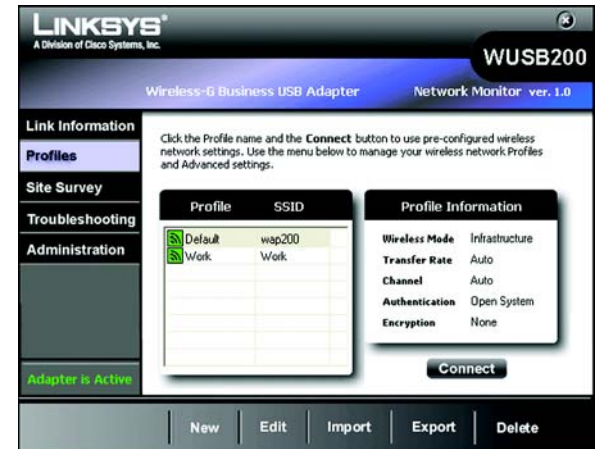 LINKSYS®
A Division of Cisco Systems, Inc.
WUSB200
Wireless-G Business USB Adapter Network Monitor ver. 1.0
Link Information
Profiles
Site Survey
Troubleshooting
Administration
Adapter is Active
Click the Profile name and the Connect button to use pre-configured wireless
network settings. Use the menu below to manage your wireless network Profiles
and Advanced settings.
Profile SSID
Default wap200
Work Work
Profile Information
Wireless Mode Infrastructure
Transfer Rate Auto
Channel Auto
Authentication Open System
Encryption None
Connect
New Edit Import Export Delete